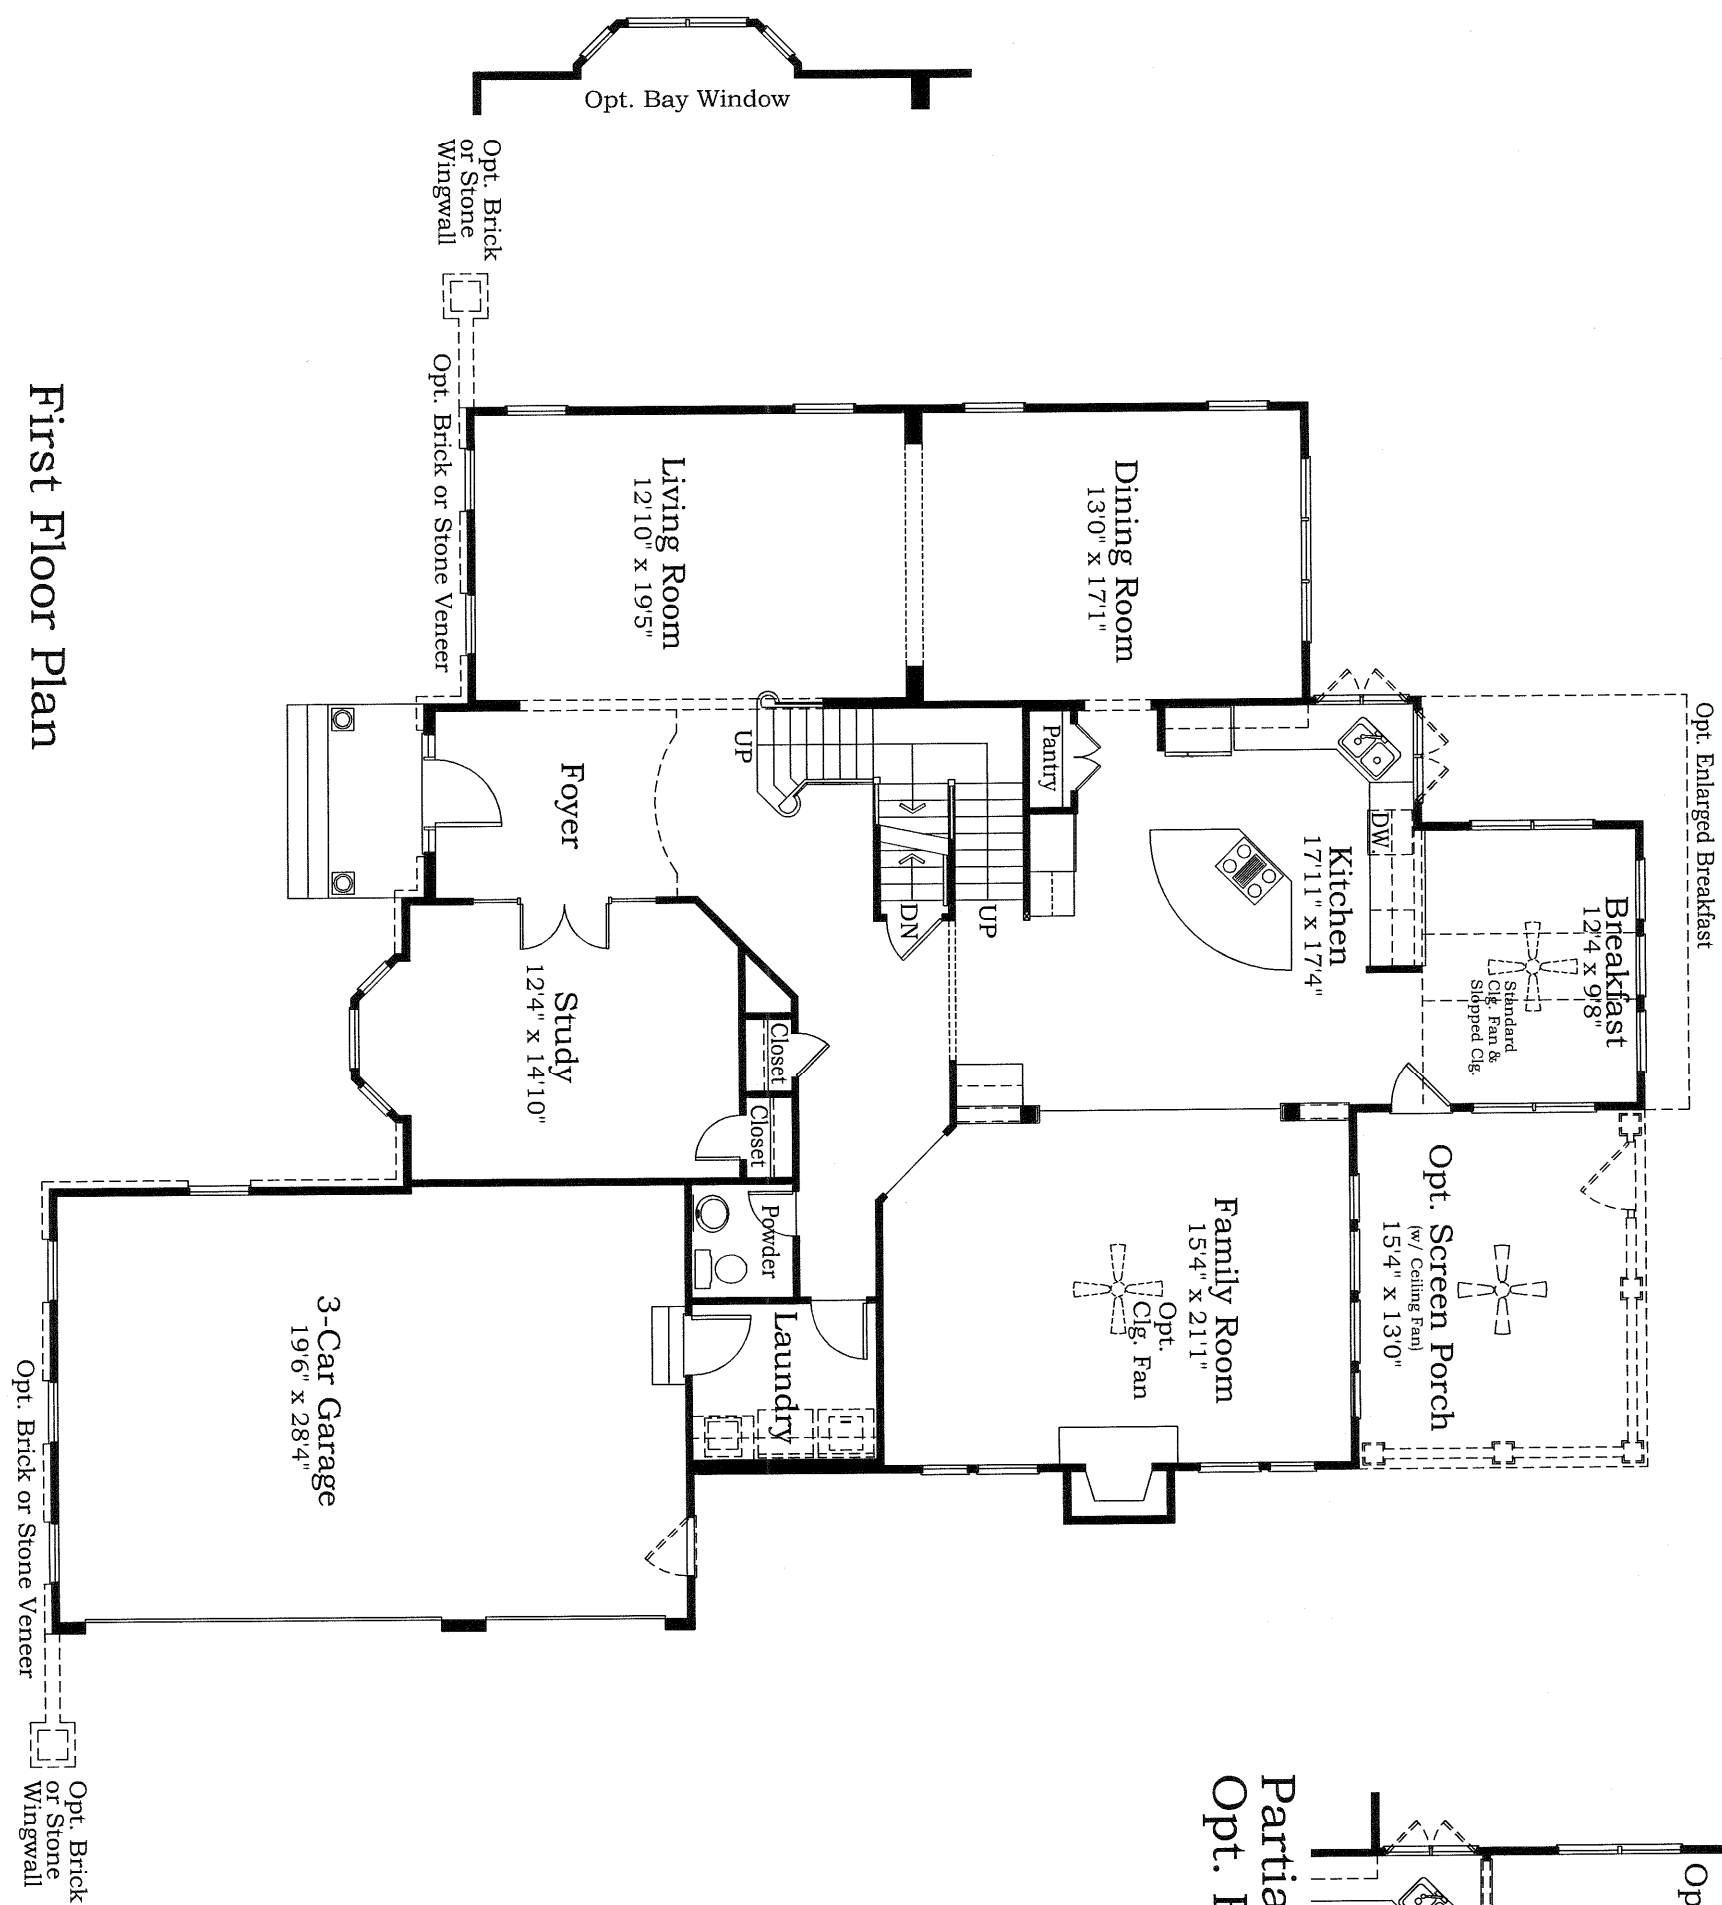 Opt. Bay Window
Opt. Brick
or Stone
Wingwall
Opt. Brick or Stone Veneer
First Floor Plan
Living Room
12'10" x 19'5"
Dining Room
13'0" x 17'1"
Opt. Enlarged Breakfast
Pantry
UP
Foyer
DW.
Kitchen
17'11" x 17'4"
Breakfast
12'4 x 9'8"
Standard
Clg. Fan &
Slopped Clg.
DN
UP
Study
12'4" x 14'10"
Closet
Closet
Powder
Opt. Screen Porch
(w/ Ceiling Fan)
15'4" x 13'0"
Family Room
15'4" x 21'1"
Opt.
Clg. Fan
Laundry
3-Car Garage
19'6" x 28'4"
Opt. Brick or Stone Veneer
Opt. Brick
or Stone
Wingwall
Partia
Opt.
Op